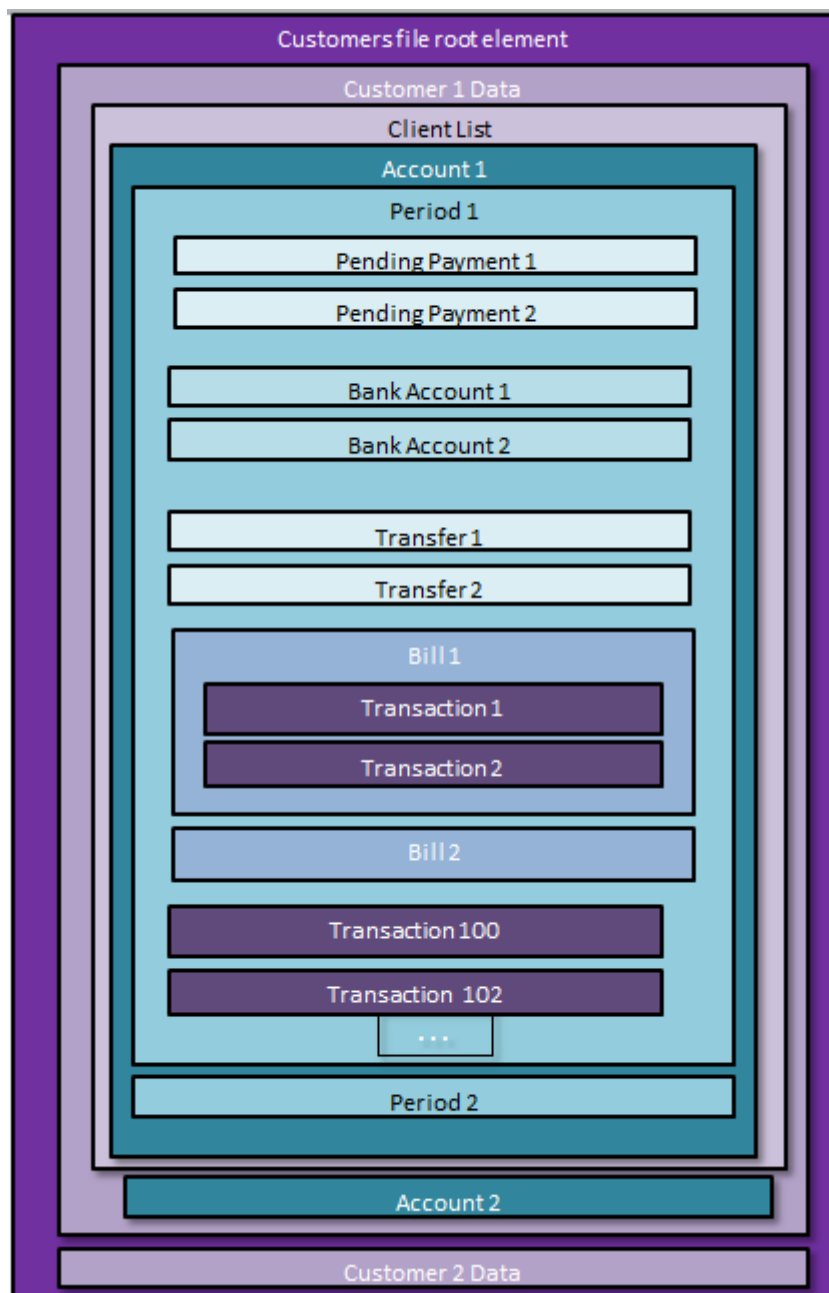 Customers file root element
Customer 1 Data
Client List
Account 1
Period 1
Pending Payment 1
Pending Payment 2
Bank Account 1
Bank Account 2
Transfer 1
Transfer 2
Bill 1
Transaction 1
Transaction 2
Bill 2
Transaction 100
Transaction 102
...
Period 2
Account 2
Customer 2 Data